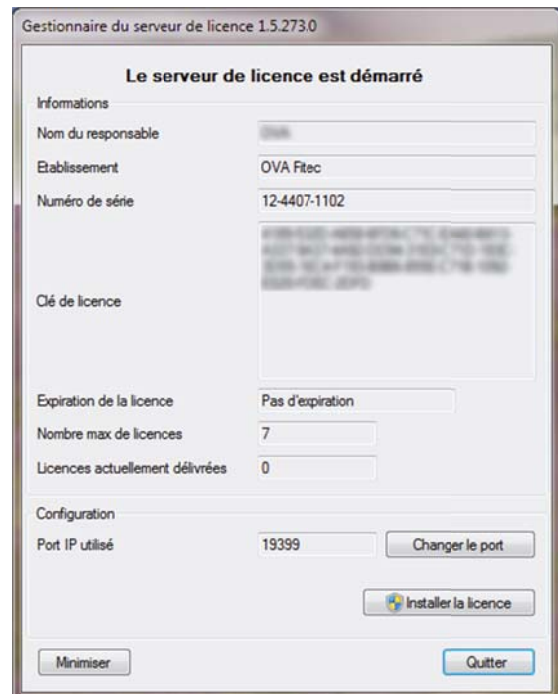 Gestionnaire du serveur de licence 1.5.273.0
Le serveur de licence est démarré
Informations
Nom du responsable
Etablissement OVA Fitec
Numéro de série 12-4407-1102
Clé de licence
Expiration de la licence Pas d'expiration
Nombre max de licences 7
Licences actuellement délivrées 0
Configuration
Port IP utilisé 19399 Changer le port
Installer la licence
Minimiser Quitter